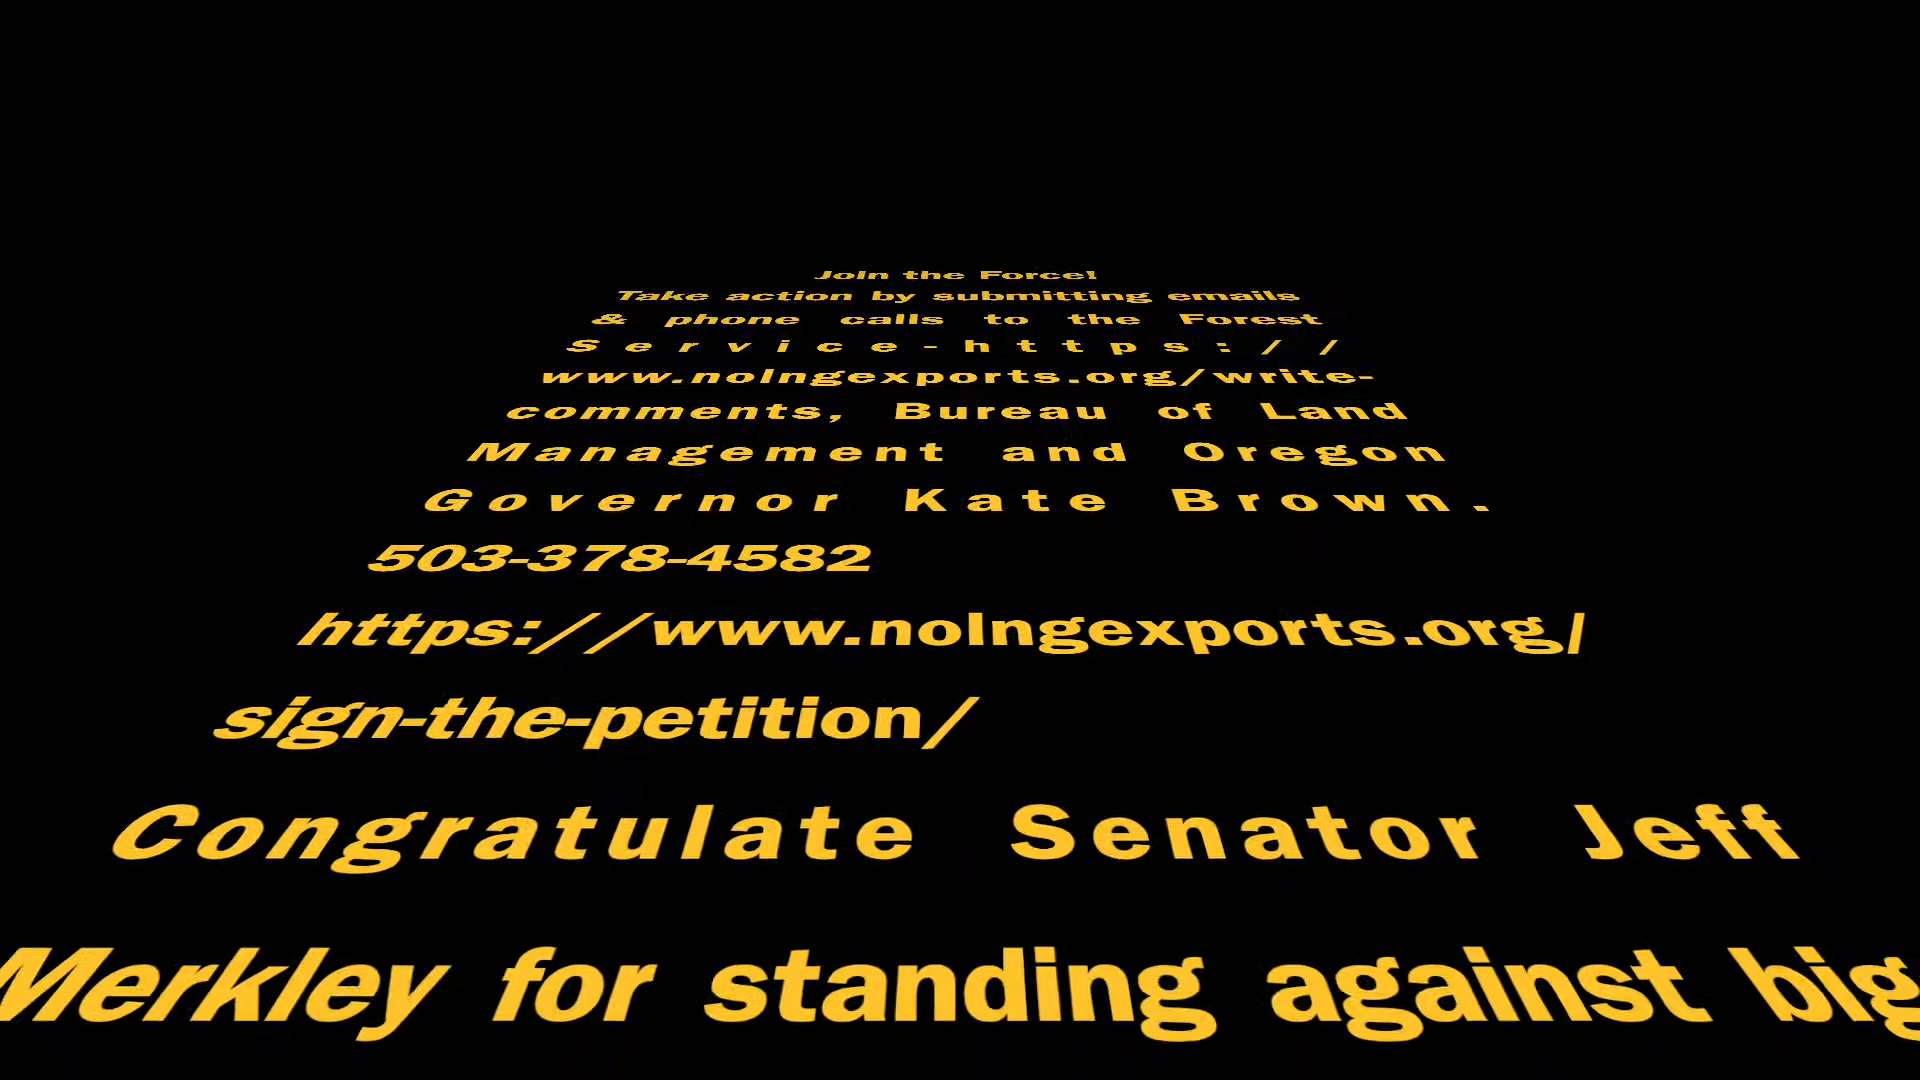 Join the Force!
Take action by submitting emails
& phone calls to the Forest
Service-https://
www.nolngexports.org/write-
comments, Bureau of Land
Management and Oregon
Governor Kate Brown.
503-378-4582
https://www.nolngexports.org/
sign-the-petition/
Congratulate Senator Jeff
Merkley for standing against big